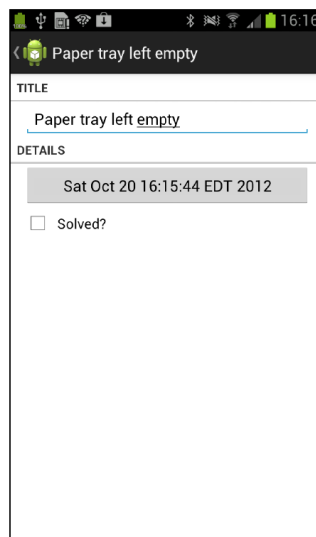 16:16
Paper tray left empty
TITLE
Paper tray left empty
DETAILS
Sat Oct 20 16:15:44 EDT 2012
Solved?